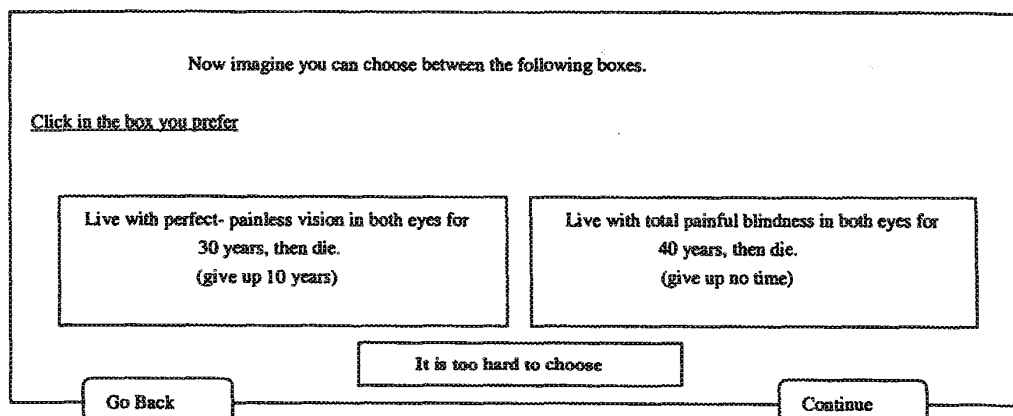 Now imagine you can choose between the following boxes.
Click in the box you prefer
Live with perfect- painless vision in both eyes for
30 years, then die.
(give up 10 years)
Live with total painful blindness in both eyes for
40 years, then die.
(give up no time)
It is too hard to choose
Go Back
Continue